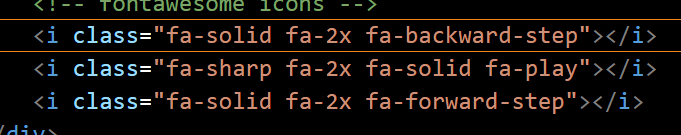 <!-- fontawesome icons -->
<i class="fa-solid fa-2x fa-backward-step"></i>
<i class="fa-sharp fa-2x fa-solid fa-play"></i>
<i class="fa-solid fa-2x fa-forward-step"></i>
/div>